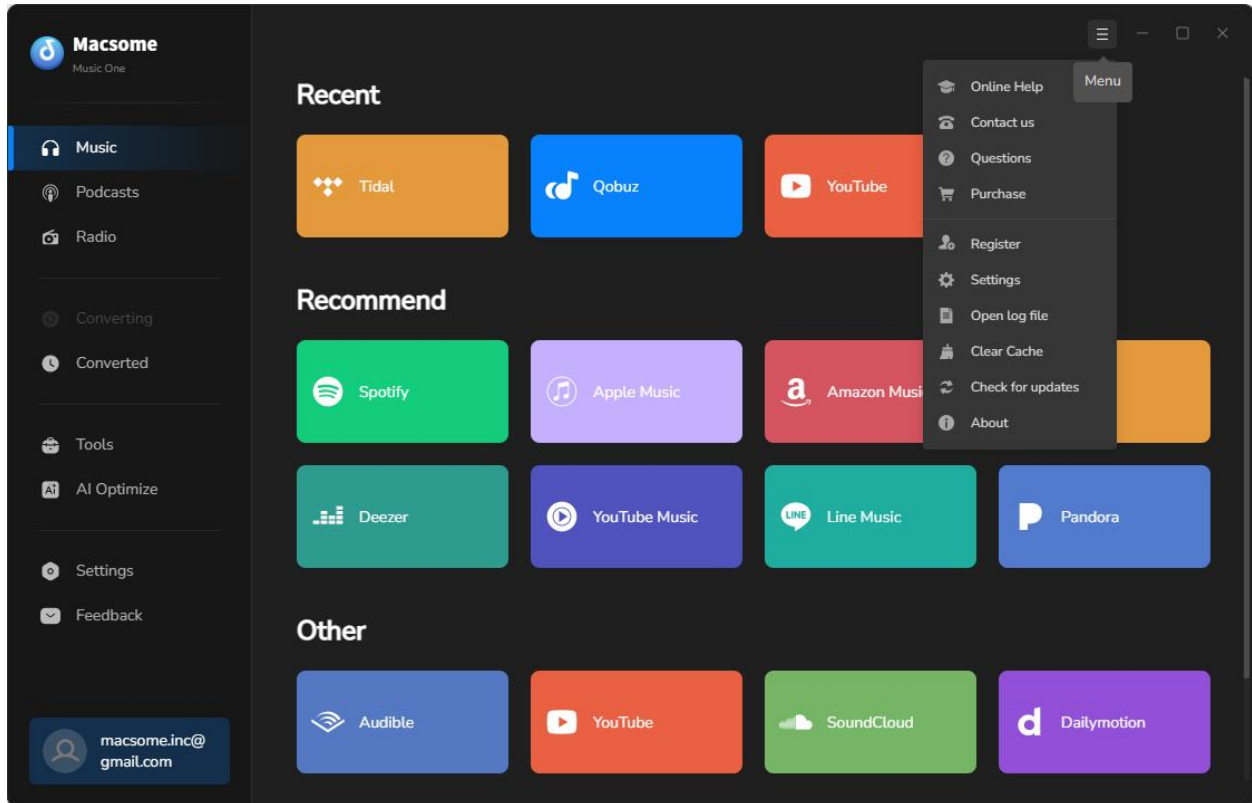 Macsome
Music One
Music
Podcasts
Radio
Converting
Converted
Tools
AI Optimize
Settings
Feedback
macsome.inc@
gmail.com
Menu
Online Help
Contact us
Questions
Purchase
Register
Settings
Open log file
Clear Cache
Check for updates
About
Recent
Tidal
Qobuz
YouTube
Recommend
Spotify
Apple Music
Amazon Musi
Deezer
YouTube Music
LINE
Line Music
Pandora
Other
Audible
YouTube
SoundCloud
Dailymotion